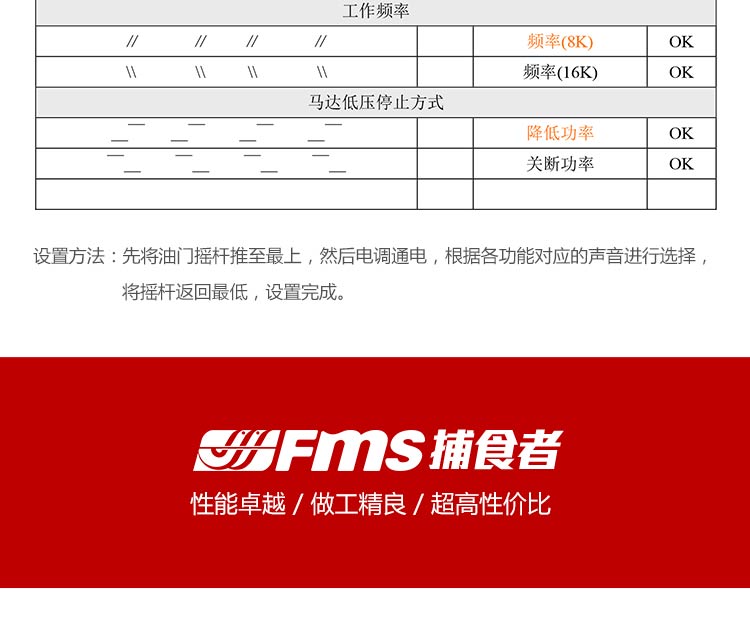 工作频率
// // // // 频率(8K) OK
\\ \\ \\ \\ 频率(16K) OK
马达低压停止方式
降低功率 OK
关断功率 OK
设置方法：先将油门摇杆推至最上，然后电调通电，根据各功能对应的声音进行选择，
将摇杆返回最低，设置完成。
Fms 捕食者
性能卓越 / 做工精良 / 超高性价比